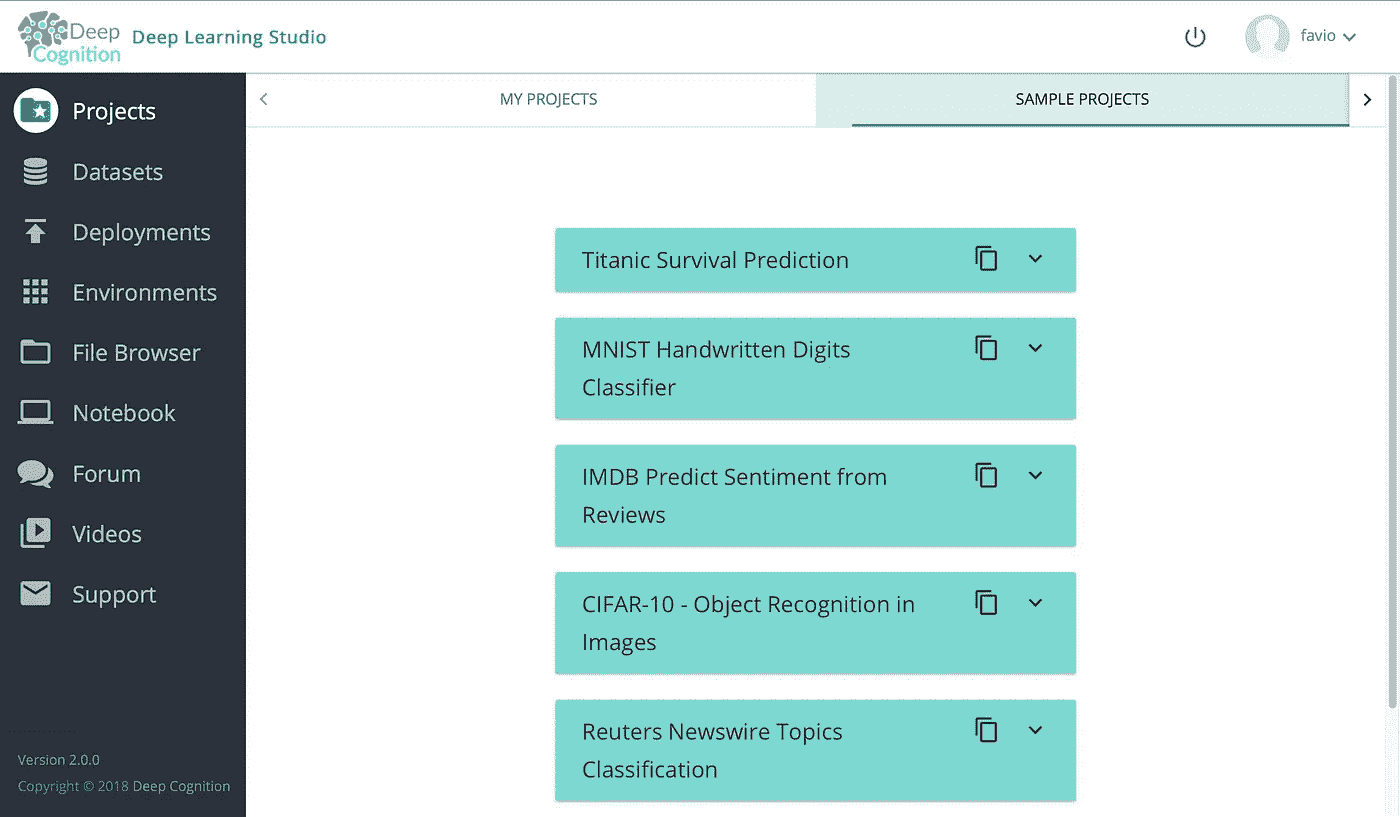 Deep
Cognition
Deep Learning Studio
favio
Projects
Datasets
Deployments
Environments
File Browser
Notebook
Forum
Videos
Support
Version 2.0.0
Copyright © 2018 Deep Cognition
MY PROJECTS
SAMPLE PROJECTS
Titanic Survival Prediction
MNIST Handwritten Digits
Classifier
IMDB Predict Sentiment from
Reviews
CIFAR-10 - Object Recognition in
Images
Reuters Newswire Topics
Classification